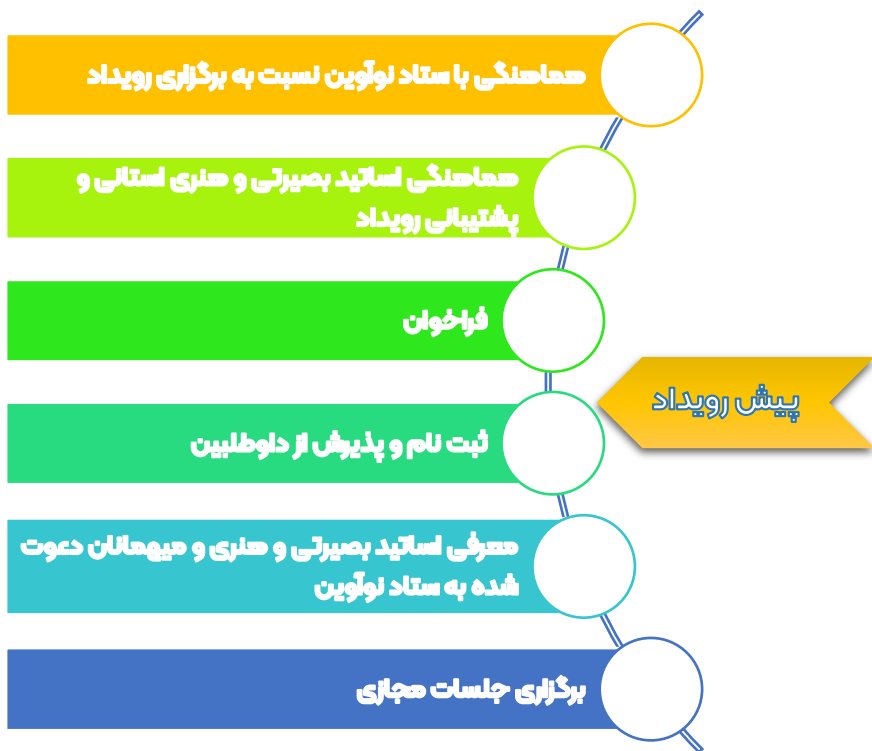 هماهنگی با ستاد نوآوین نسبت به برگزاری رویداد
هماهنگی اساتید بصیرتی و هنری استانی و
پشتیبانی رویداد
فراخوان
پیش رویداد
ثبت نام و پذیرش از داوطلبین
معرفی اساتید بصیرتی و هنری و میهمانان دعوت
شده به ستاد نوآوین
برگزاری جلسات مجازی